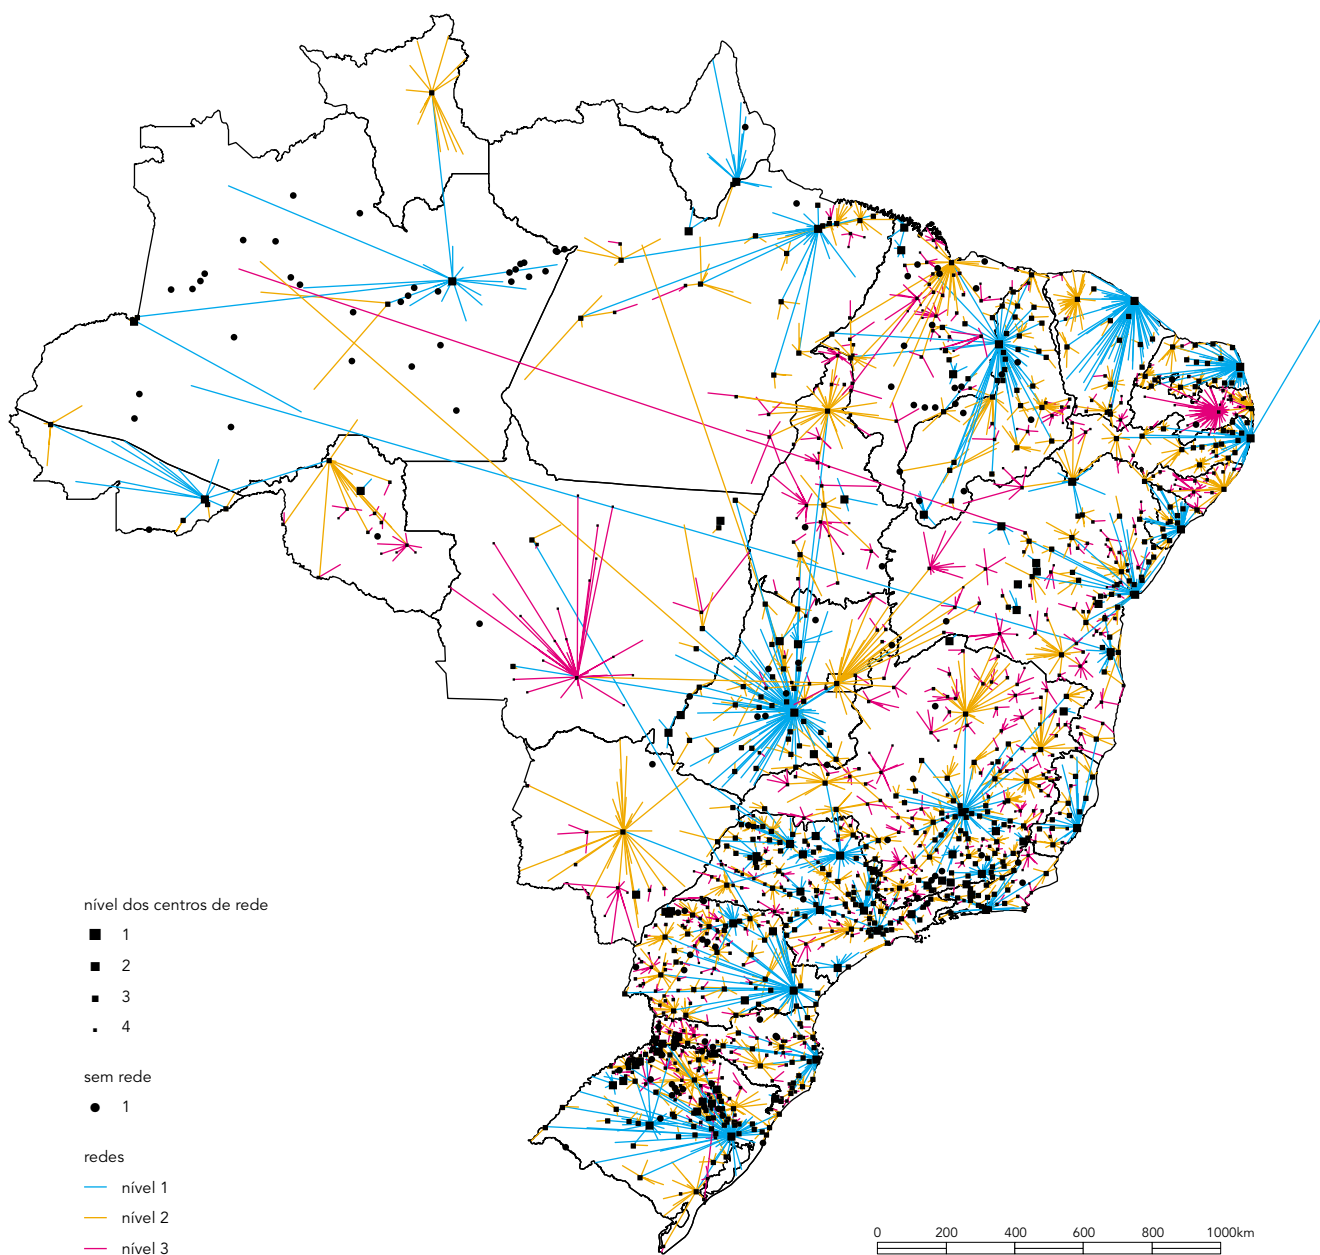 nível dos centros de rede
1
2
3
4
sem rede
1
redes
nível 1
nível 2
nível 3
0 200 400 600 800 1000km